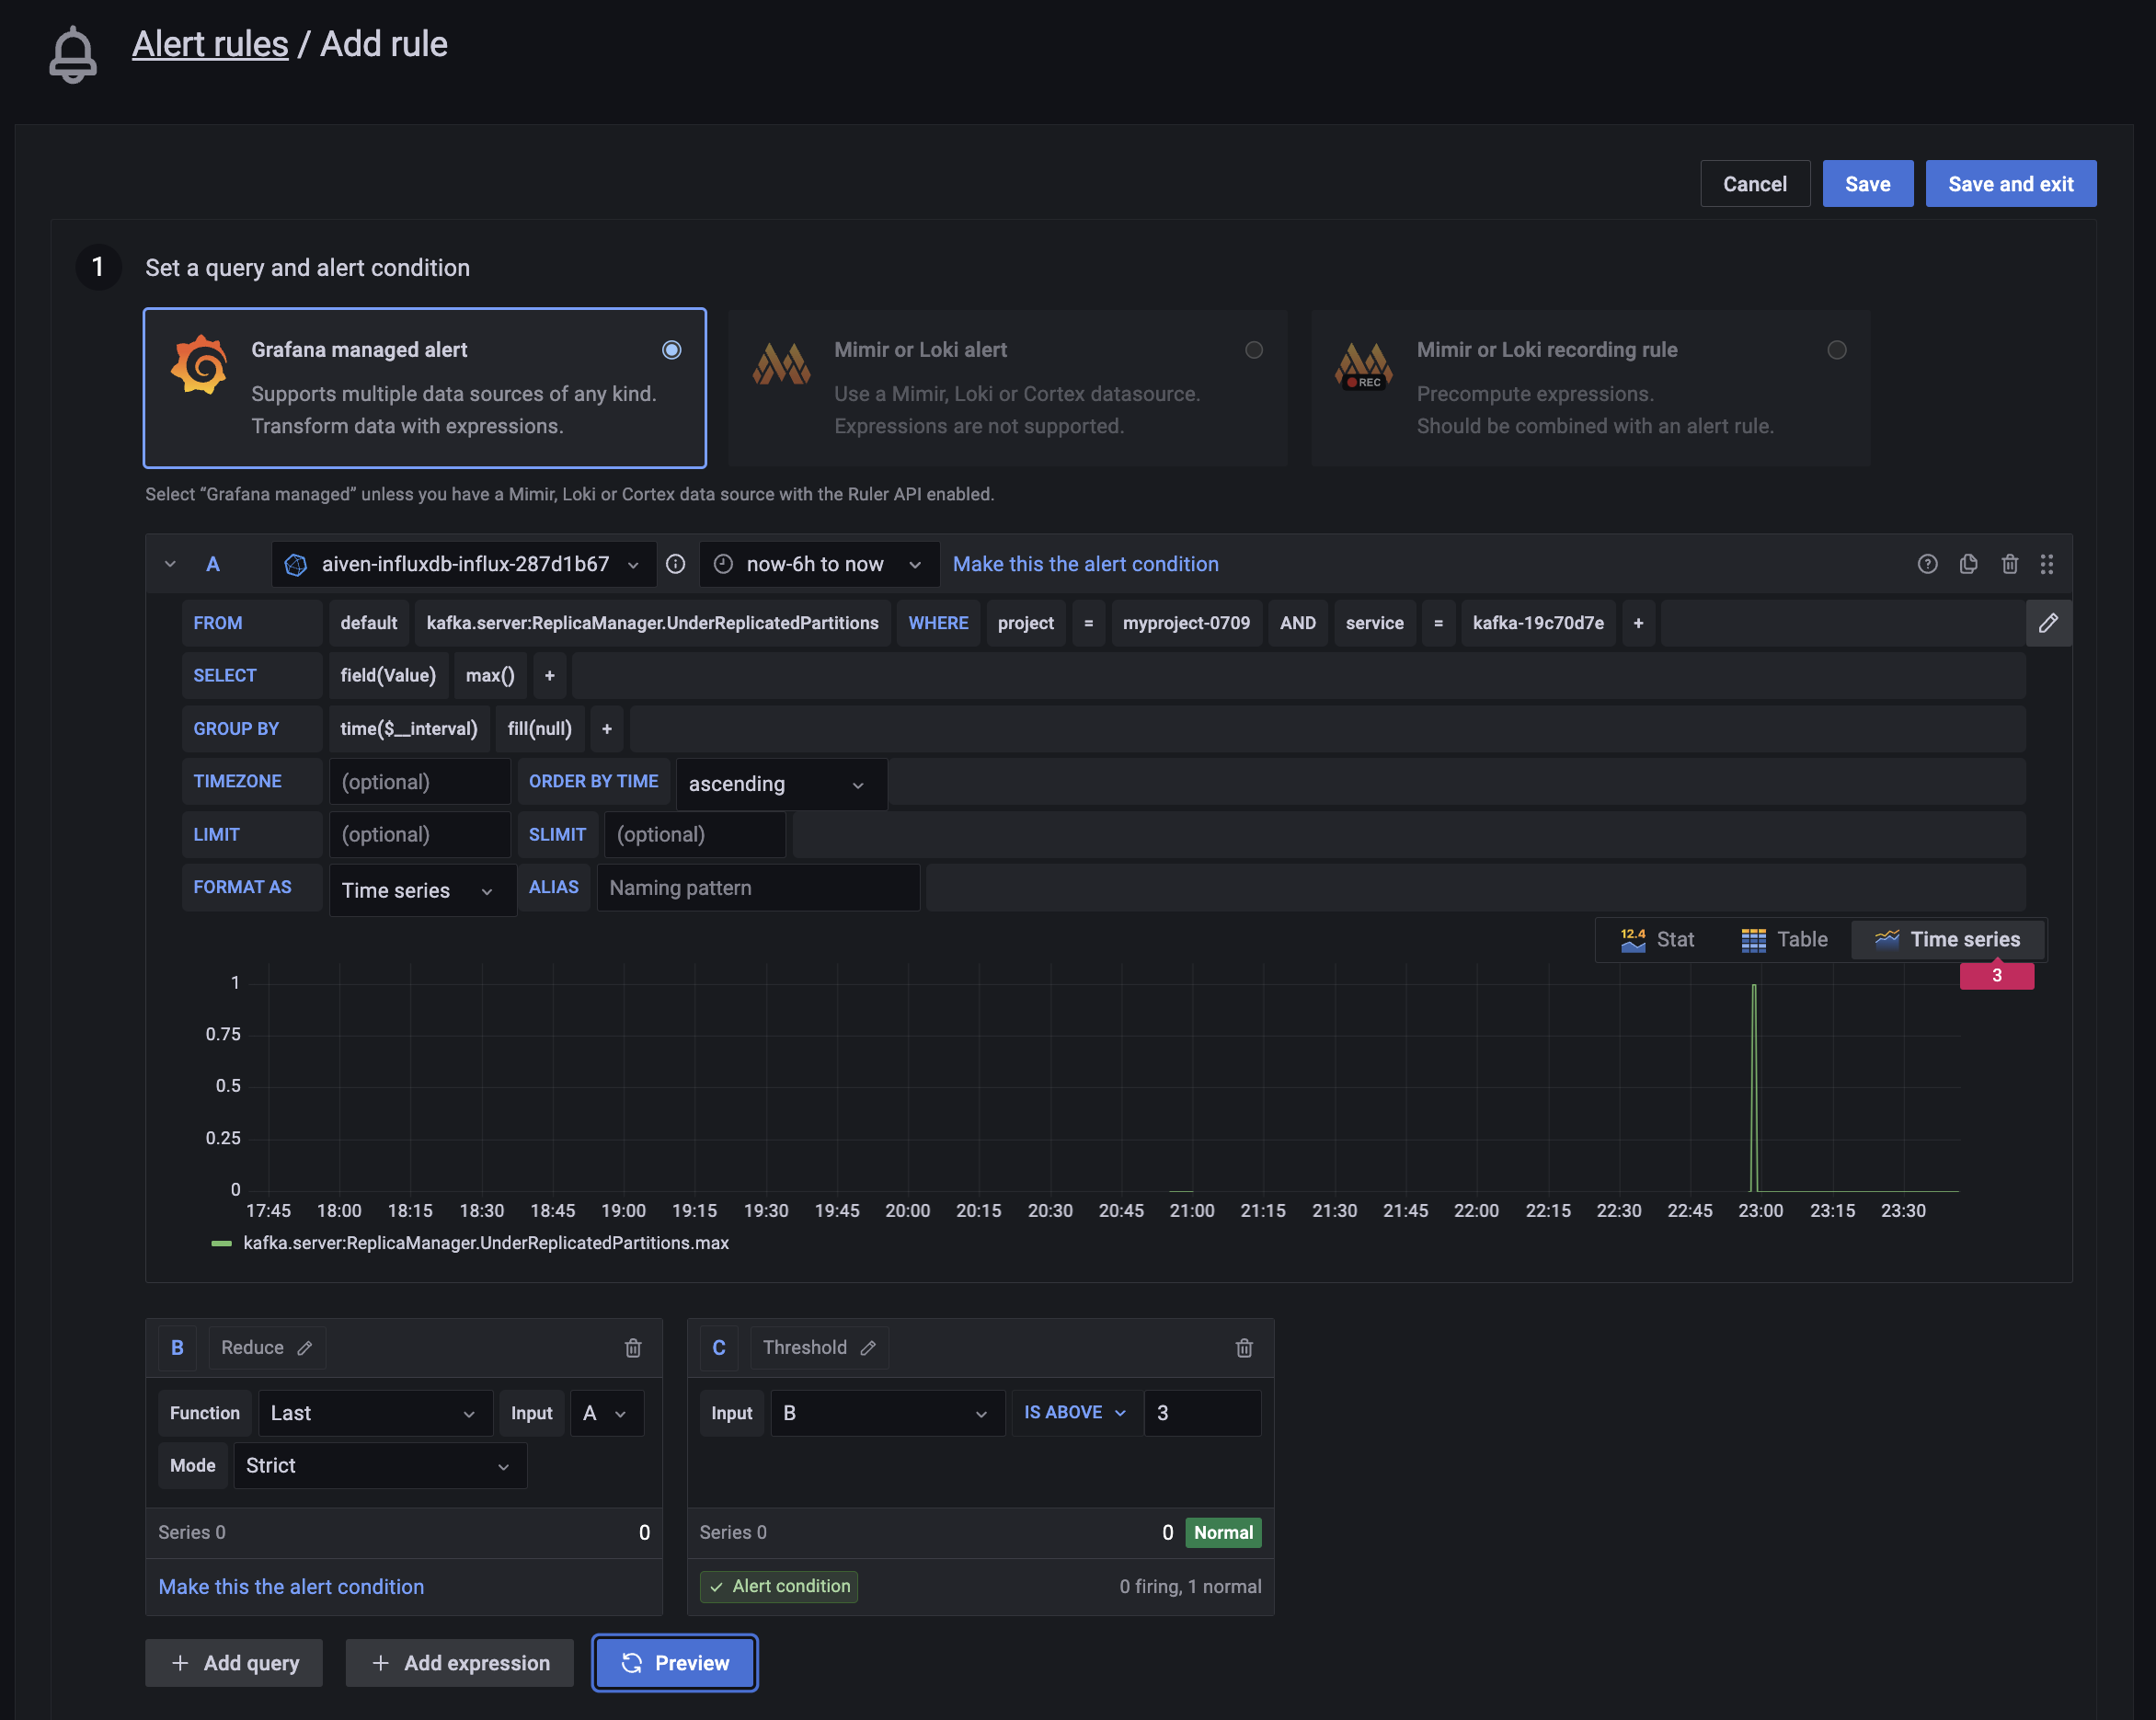 Alert rules / Add rule
Cancel Save Save and exit
1 Set a query and alert condition
Grafana managed alert
Supports multiple data sources of any kind.
Transform data with expressions.
Mimir or Loki alert
Use a Mimir, Loki or Cortex datasource.
Expressions are not supported.
REC
Mimir or Loki recording rule
Precompute expressions.
Should be combined with an alert rule.
Select “Grafana managed” unless you have a Mimir, Loki or Cortex data source with the Ruler API enabled.
A aiven-influxdb-influx-287d1b67 now-6h to now Make this the alert condition
FROM default kafka.server:ReplicaManager.UnderReplicatedPartitions WHERE project = myproject-0709 AND service = kafka-19c70d7e +
SELECT field(Value) max() +
GROUP BY time($__interval) fill(null) +
TIMEZONE (optional) ORDER BY TIME ascending
LIMIT (optional) SLIMIT (optional)
FORMAT AS Time series ALIAS Naming pattern
12.4 Stat Table Time series
3
1
0.75
0.5
0.25
0
17:45 18:00 18:15 18:30 18:45 19:00 19:15 19:30 19:45 20:00 20:15 20:30 20:45 21:00 21:15 21:30 21:45 22:00 22:15 22:30 22:45 23:00 23:15 23:30
kafka.server:ReplicaManager.UnderReplicatedPartitions.max
B Reduce
Function Last Input A
Mode Strict
Series 0 0
Make this the alert condition
C Threshold
Input B IS ABOVE 3
Series 0 0 Normal
Alert condition 0 firing, 1 normal
+ Add query + Add expression Preview